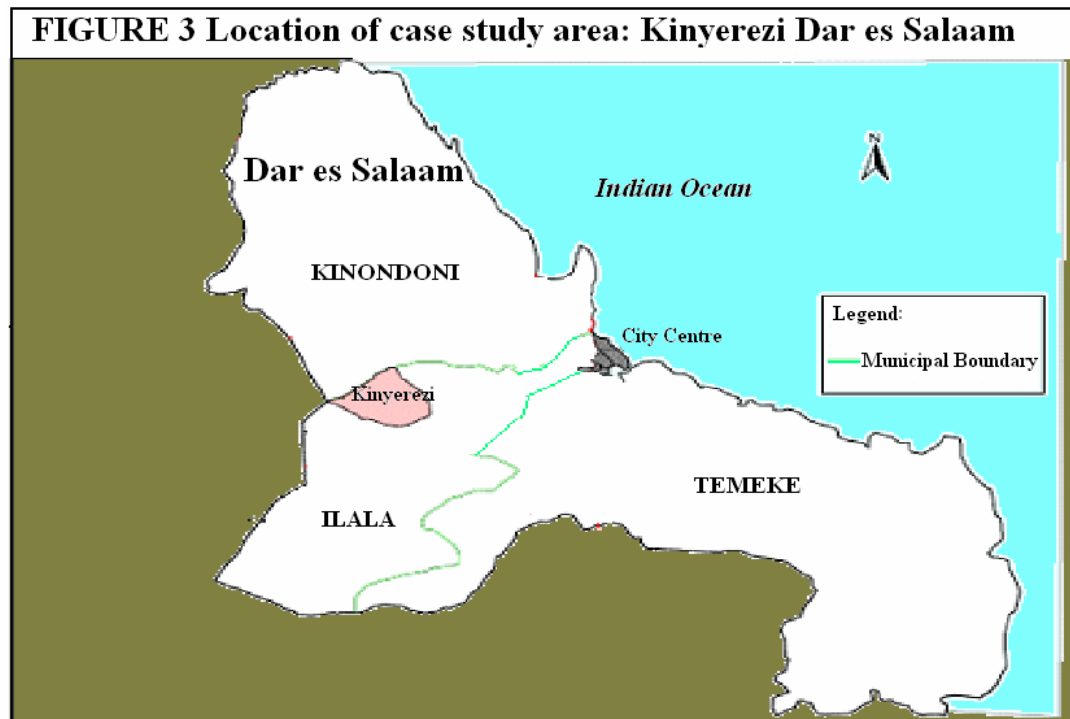 FIGURE 3 Location of case study area: Kinyerezi Dar es Salaam
N
Dar es Salaam
Indian Ocean
KINONDONI
Legend:
City Centre
Municipal Boundary
Kinyerezi
TEMEKE
ILALA